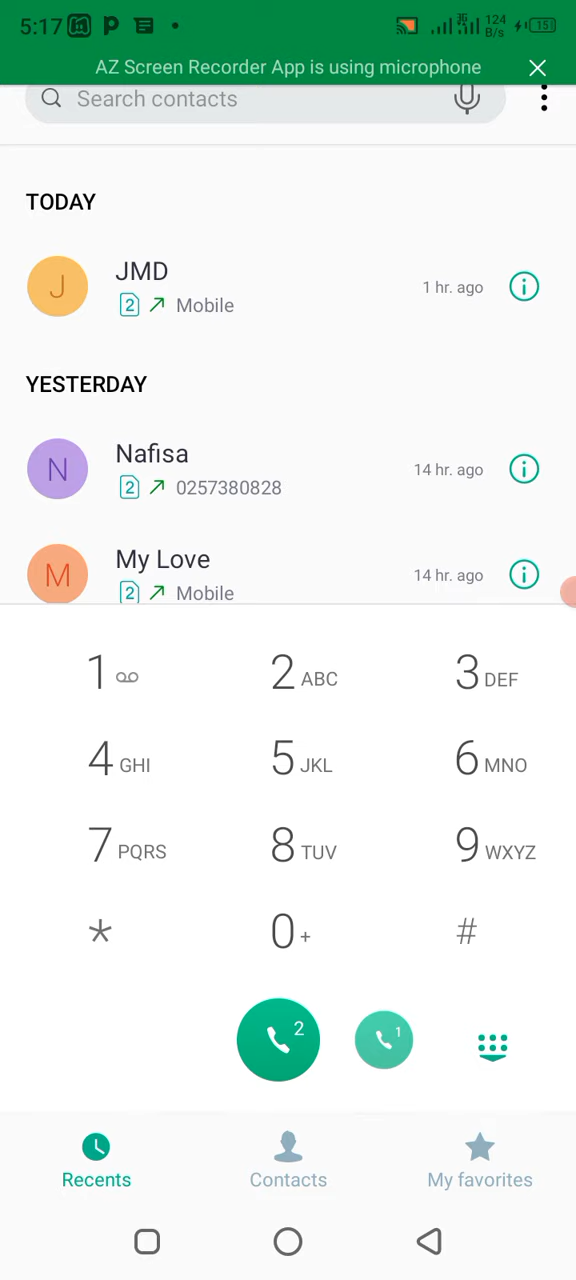 5:17 3G 124 B/s 15
AZ Screen Recorder App is using microphone
Search contacts
TODAY
J JMD
2 Mobile 1 hr. ago
YESTERDAY
N Nafisa
2 0257380828 14 hr. ago
M My Love
2 Mobile 14 hr. ago
1 2 ABC 3 DEF
4 GHI 5 JKL 6 MNO
7 PQRS 8 TUV 9 WXYZ
* 0 + #
2 1
Recents Contacts My favorites